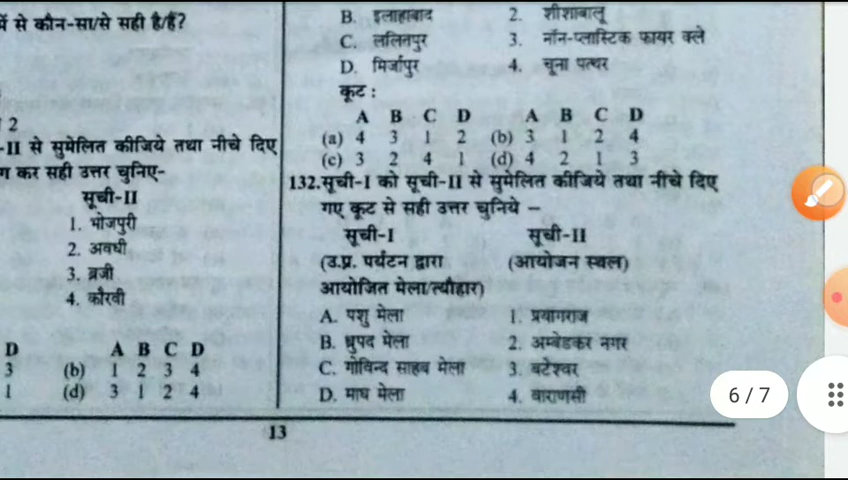 में से कौन-सा/से सही है/हैं?
2
-II से सुमेलित कीजिये तथा नीचे दिए
कर सही उत्तर चुनिए-
सूची-II
1. भोजपुरी
2. अवधी
3. ब्रजी
4. कौरवी
D A B C D
3 (b) 1 2 3 4
1 (d) 3 1 2 4
B. इलाहाबाद 2. शीशाबालू
C. ललितपुर 3. नॉन-प्लास्टिक फायर क्ले
D. मिर्जापुर 4. चूना पत्थर
कूट :
A B C D A B C D
(a) 4 3 1 2 (b) 3 1 2 4
(c) 3 2 4 1 (d) 4 2 1 3
132.सूची-I को सूची-II से सुमेलित कीजिये तथा नीचे दिए
गए कूट से सही उत्तर चुनिये –
सूची-I सूची-II
(उ.प्र. पर्यटन द्वारा (आयोजन स्थल)
आयोजित मेला/त्यौहार)
A. पशु मेला 1. प्रयागराज
B. ध्रुपद मेला 2. अम्बेडकर नगर
C. गोविन्द साहब मेला 3. बटेश्वर
D. माघ मेला 4. वाराणसी
13
6 / 7